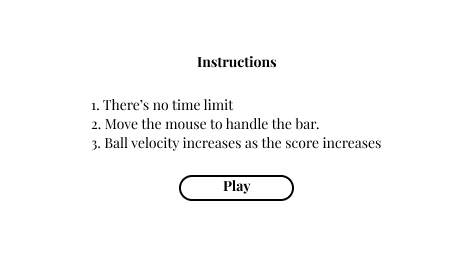 Instructions
1. There’s no time limit
2. Move the mouse to handle the bar.
3. Ball velocity increases as the score increases
Play